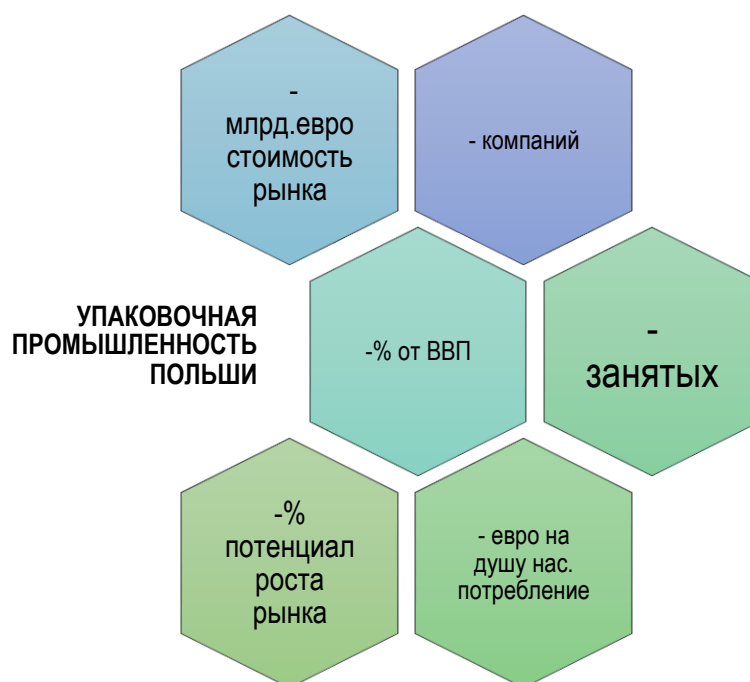 -
млрд.евро
стоимость
рынка
- компаний
УПАКОВОЧНАЯ
ПРОМЫШЛЕННОСТЬ
ПОЛЬШИ
-% от ВВП
-
занятых
-%
потенциал
роста
рынка
- евро на
душу нас.
потребление